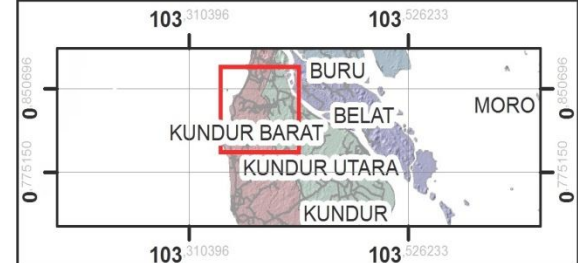 103.310396 103.526233
0.850696 BURU 0.850696
MORO
BELAT
KUNDUR BARAT
0.775150 KUNDUR UTARA 0.775150
KUNDUR
103.310396 103.526233